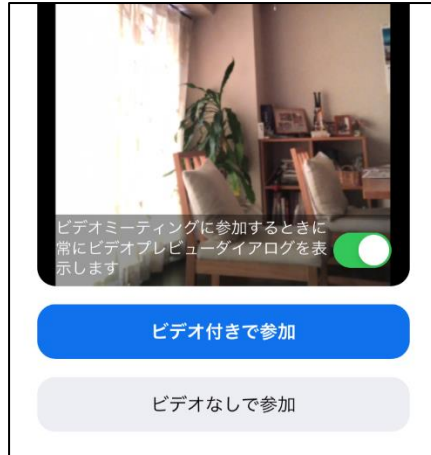 ビデオミーティングに参加するときに
常にビデオプレビューダイアログを表
示します
ビデオ付きで参加
ビデオなしで参加